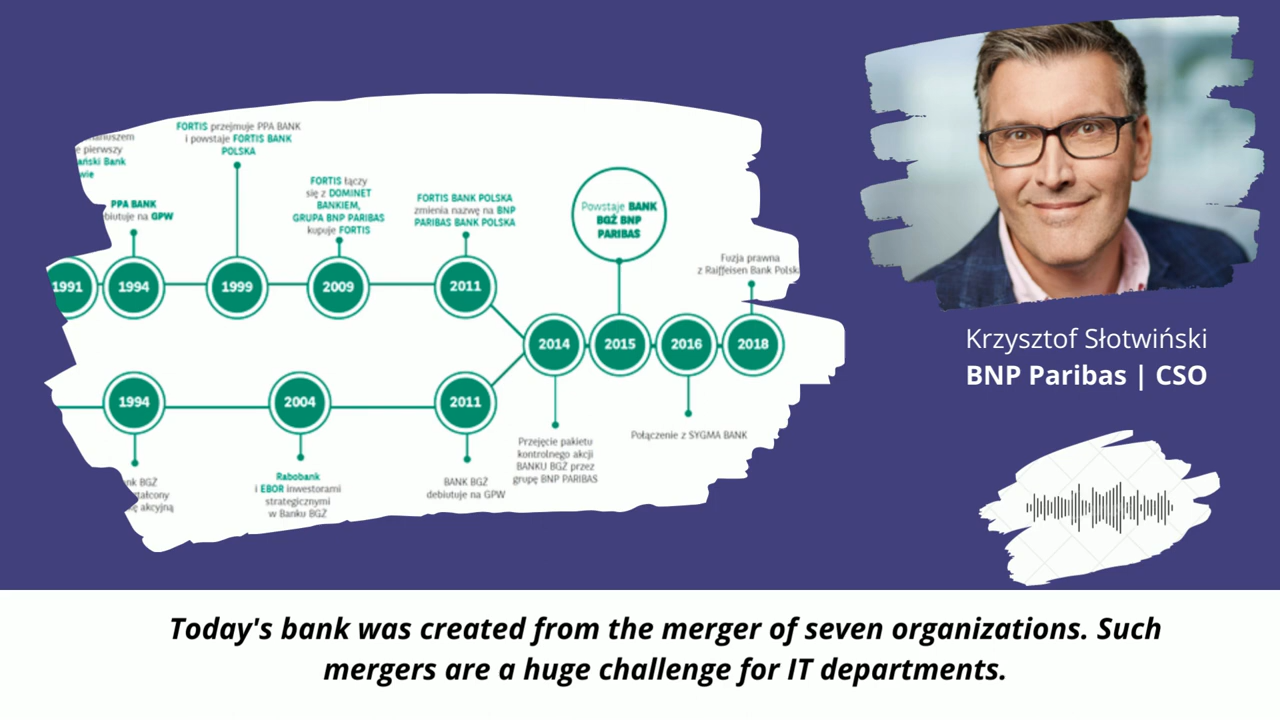 FORTIS przejmuje PPA BANK
i powstaje FORTIS BANK
POLSKA
pierwszy
Bank
PPA BANK
na GPW
FORTIS łączy
się z DOMINET
BANKIEM,
GRUPA BNP PARIBAS
kupuje FORTIS
FORTIS BANK POLSKA
zmienia nazwę na BNP
PARIBAS BANK POLSKA
Powstaje BANK
BGŻ BNP
PARIBAS
Fuzja prawna
z Raiffeisen Bank Polska
1991
1994
1999
2009
2011
2014
2015
2016
2018
1994
2004
2011
BGŻ
akcyjną
Rabobank
i EBOR inwestorami
strategicznymi
w Banku BGŻ
BANK BGŻ
debiutuje na GPW
Przejęcie pakietu
kontrolnego akcji
BANKU BGŻ przez
grupę BNP PARIBAS
Połączenie z SYGMA BANK
Krzysztof Słotwiński
BNP Paribas | CSO
Today's bank was created from the merger of seven organizations. Such
mergers are a huge challenge for IT departments.